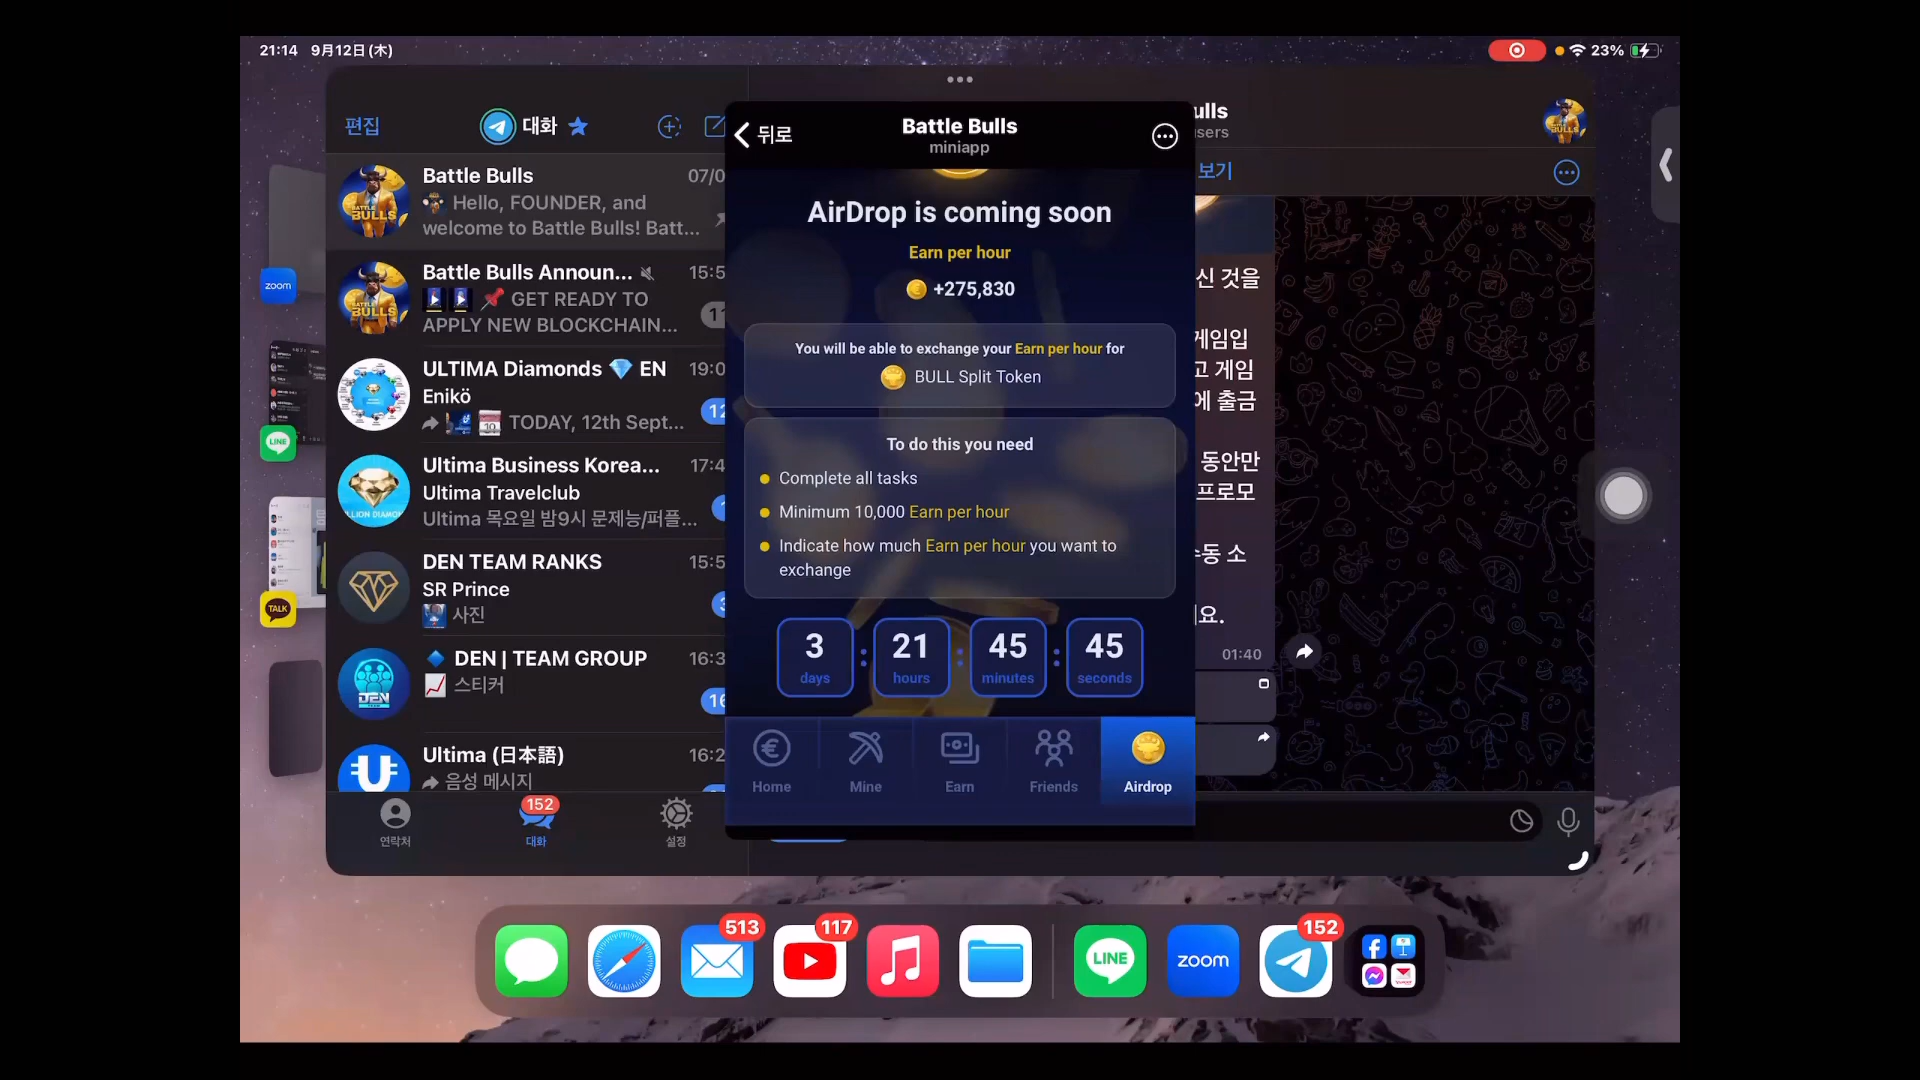 21:14 9月12日(木)
23%
편집
대화
Battle Bulls
07/0
Hello, FOUNDER, and
welcome to Battle Bulls! Batt...
Battle Bulls Announ...
15:5
GET READY TO
APPLY NEW BLOCKCHAIN...
11
ULTIMA Diamonds 💎 EN
19:0
Enikö
TODAY, 12th Sept...
12
Ultima Business Korea...
17:4
Ultima Travelclub
Ultima 목요일 밤9시 문제능/퍼플...
DEN TEAM RANKS
15:5
SR Prince
사진
3
🔷 DEN | TEAM GROUP
16:3
스티커
16
Ultima (日本語)
16:2
음성 메시지
연락처
152
대화
설정
뒤로
Battle Bulls
miniapp
AirDrop is coming soon
Earn per hour
+275,830
You will be able to exchange your Earn per hour for
BULL Split Token
To do this you need
Complete all tasks
Minimum 10,000 Earn per hour
Indicate how much Earn per hour you want to
exchange
3 : 21 : 45 : 45
days hours minutes seconds
Home Mine Earn Friends Airdrop
ulls
sers
보기
신 것을
게임입
고 게임
에 출금
동안만
프로모
수동 소
요.
01:40
zoom
LINE
TALK
513
117
LINE
zoom
152